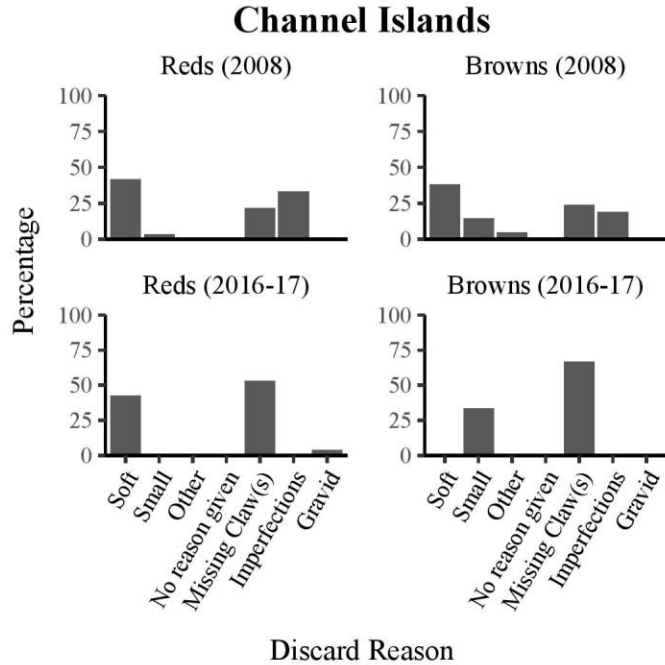 Channel Islands
Reds (2008)
Browns (2008)
100
75
50
25
0
100
75
50
25
0
Reds (2016-17)
Browns (2016-17)
100
75
50
25
0
100
75
50
25
0
Percentage
Soft
Small
Other
No reason given
Missing Claw(s)
Imperfections
Gravid
Soft
Small
Other
No reason given
Missing Claw(s)
Imperfections
Gravid
Discard Reason